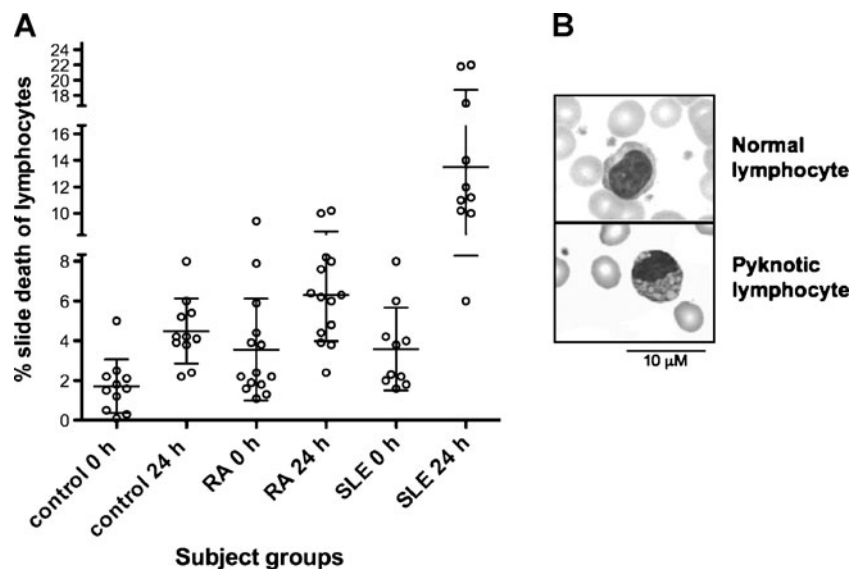 A
B
% slide death of lymphocytes
24
22
20
18
16
14
12
10
8
6
4
2
0
control 0 h
control 24 h
RA 0 h
RA 24 h
SLE 0 h
SLE 24 h
Subject groups
Normal
lymphocyte
Pyknotic
lymphocyte
10 µM